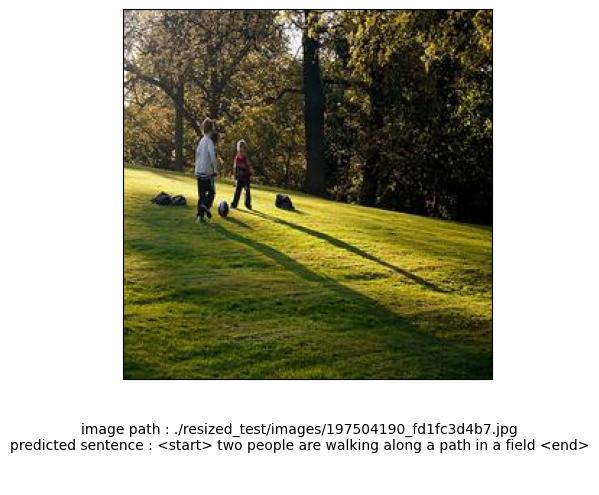 image path : ./resized_test/images/197504190_fd1fc3d4b7.jpg
predicted sentence : <start> two people are walking along a path in a field <end>